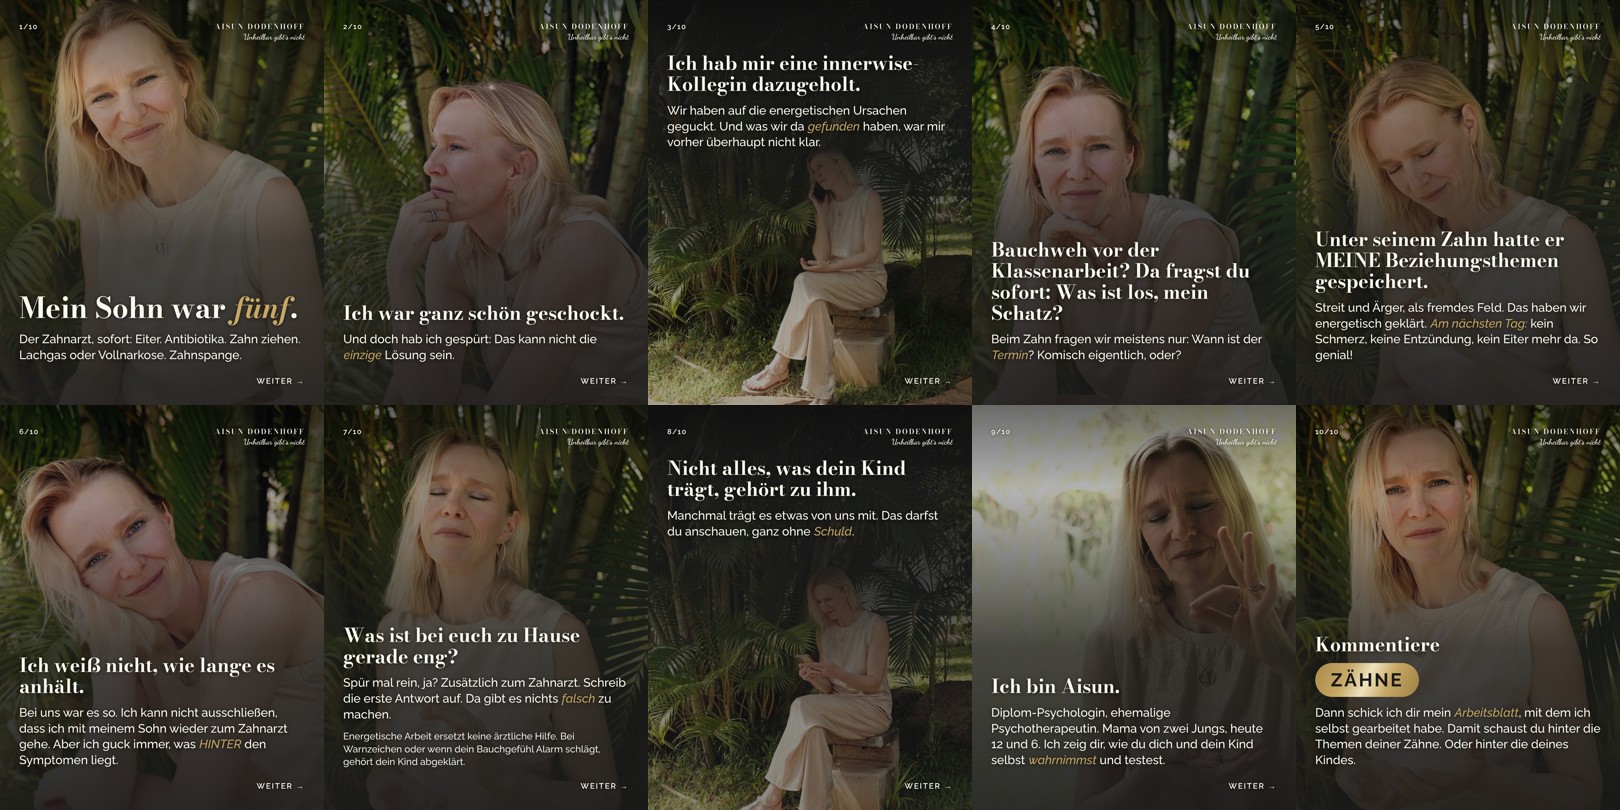 1/10
AISUN DODENHOFF
Unheilbar gibt's nicht
Mein Sohn war fünf.
Der Zahnarzt, sofort: Eiter. Antibiotika. Zahn ziehen.
Lachgas oder Vollnarkose. Zahnspange.
WEITER →
2/10
AISUN DODENHOFF
Unheilbar gibt's nicht
Ich war ganz schön geschockt.
Und doch hab ich gespürt: Das kann nicht die
einzige Lösung sein.
WEITER →
3/10
AISUN DODENHOFF
Unheilbar gibt's nicht
Ich hab mir eine innerwise-
Kollegin dazugeholt.
Wir haben auf die energetischen Ursachen
geguckt. Und was wir da gefunden haben, war mir
vorher überhaupt nicht klar.
WEITER →
4/10
AISUN DODENHOFF
Unheilbar gibt's nicht
Bauchweh vor der
Klassenarbeit? Da fragst du
sofort: Was ist los, mein
Schatz?
Beim Zahn fragen wir meistens nur: Wann ist der
Termin? Komisch eigentlich, oder?
WEITER →
5/10
AISUN DODENHOFF
Unheilbar gibt's nicht
Unter seinem Zahn hatte er
MEINE Beziehungsthemen
gespeichert.
Streit und Ärger, als fremdes Feld. Das haben wir
energetisch geklärt. Am nächsten Tag: kein
Schmerz, keine Entzündung, kein Eiter mehr da. So
genial!
WEITER →
6/10
AISUN DODENHOFF
Unheilbar gibt's nicht
Ich weiß nicht, wie lange es
anhält.
Bei uns war es so. Ich kann nicht ausschließen,
dass ich mit meinem Sohn wieder zum Zahnarzt
gehe. Aber ich guck immer, was HINTER den
Symptomen liegt.
WEITER →
7/10
AISUN DODENHOFF
Unheilbar gibt's nicht
Was ist bei euch zu Hause
gerade eng?
Spür mal rein, ja? Zusätzlich zum Zahnarzt. Schreib
die erste Antwort auf. Da gibt es nichts falsch zu
machen.
Energetische Arbeit ersetzt keine ärztliche Hilfe. Bei
Warnzeichen oder wenn dein Bauchgefühl Alarm schlägt,
gehört dein Kind abgeklärt.
WEITER →
8/10
AISUN DODENHOFF
Unheilbar gibt's nicht
Nicht alles, was dein Kind
trägt, gehört zu ihm.
Manchmal trägt es etwas von uns mit. Das darfst
du anschauen, ganz ohne Schuld.
WEITER →
9/10
AISUN DODENHOFF
Unheilbar gibt's nicht
Ich bin Aisun.
Diplom-Psychologin, ehemalige
Psychotherapeutin. Mama von zwei Jungs, heute
12 und 6. Ich zeig dir, wie du dich und dein Kind
selbst wahrnimmst und testest.
WEITER →
10/10
AISUN DODENHOFF
Unheilbar gibt's nicht
Kommentiere
ZÄHNE
Dann schick ich dir mein Arbeitsblatt, mit dem ich
selbst gearbeitet habe. Damit schaust du hinter die
Themen deiner Zähne. Oder hinter die deines
Kindes.